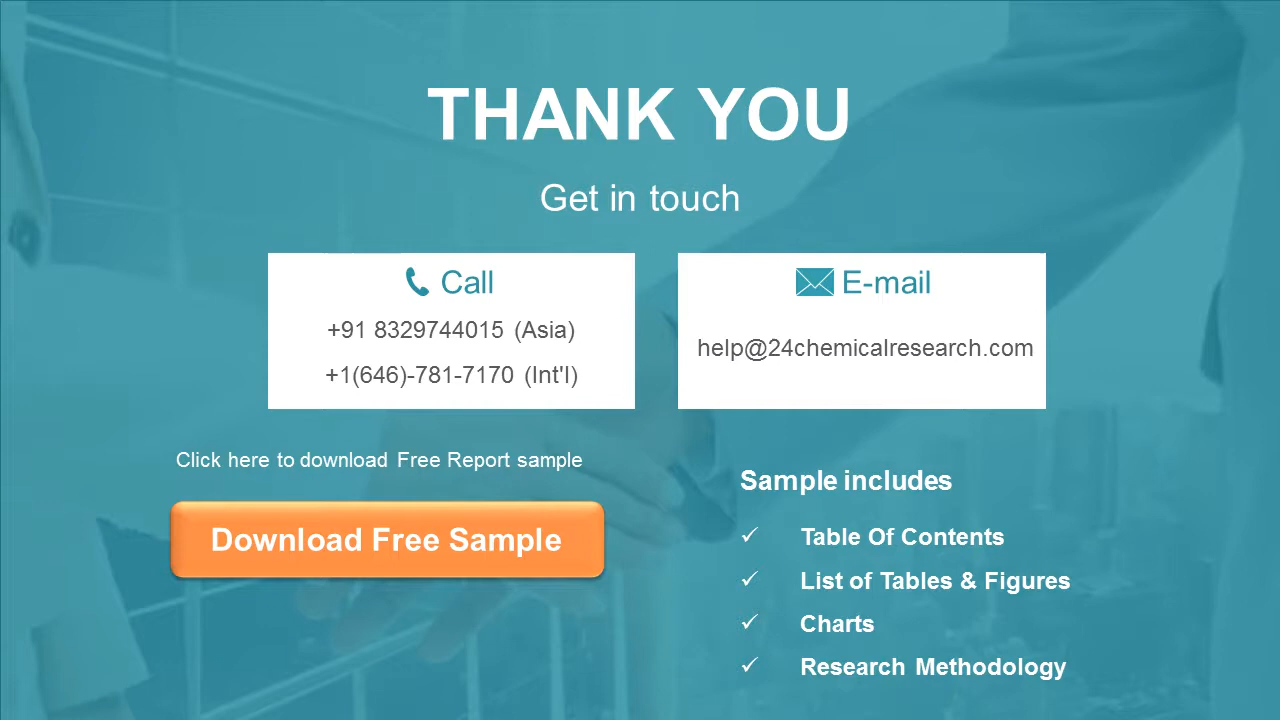 THANK YOU
Get in touch
Call
+91 8329744015 (Asia)
+1(646)-781-7170 (Int'l)
E-mail
help@24chemicalresearch.com
Click here to download Free Report sample
Download Free Sample
Sample includes
✓ Table Of Contents
✓ List of Tables & Figures
✓ Charts
✓ Research Methodology